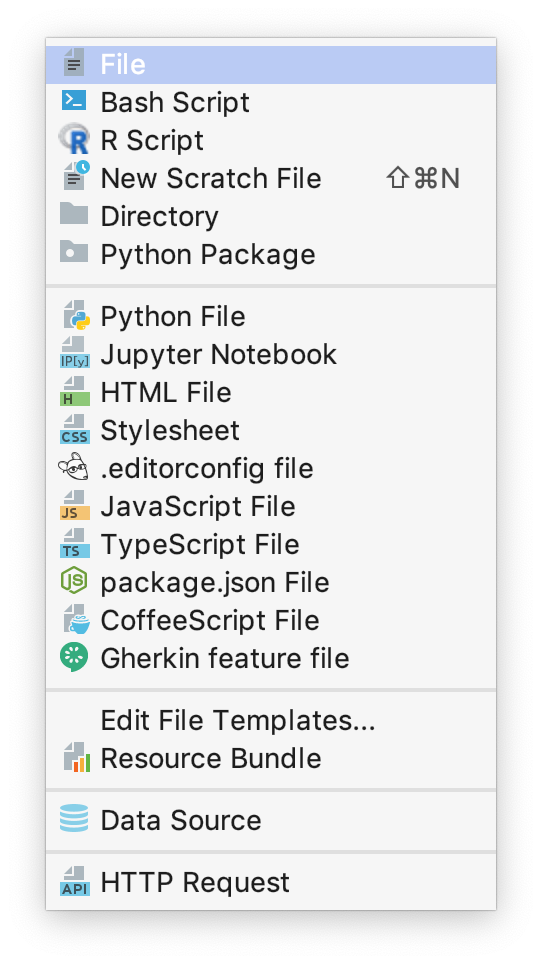 File
Bash Script
R Script
New Scratch File ⇧⌘N
Directory
Python Package
Python File
IP[y] Jupyter Notebook
H HTML File
CSS Stylesheet
.editorconfig file
JS JavaScript File
TS TypeScript File
JS package.json File
CoffeeScript File
Gherkin feature file
Edit File Templates...
Resource Bundle
Data Source
API HTTP Request